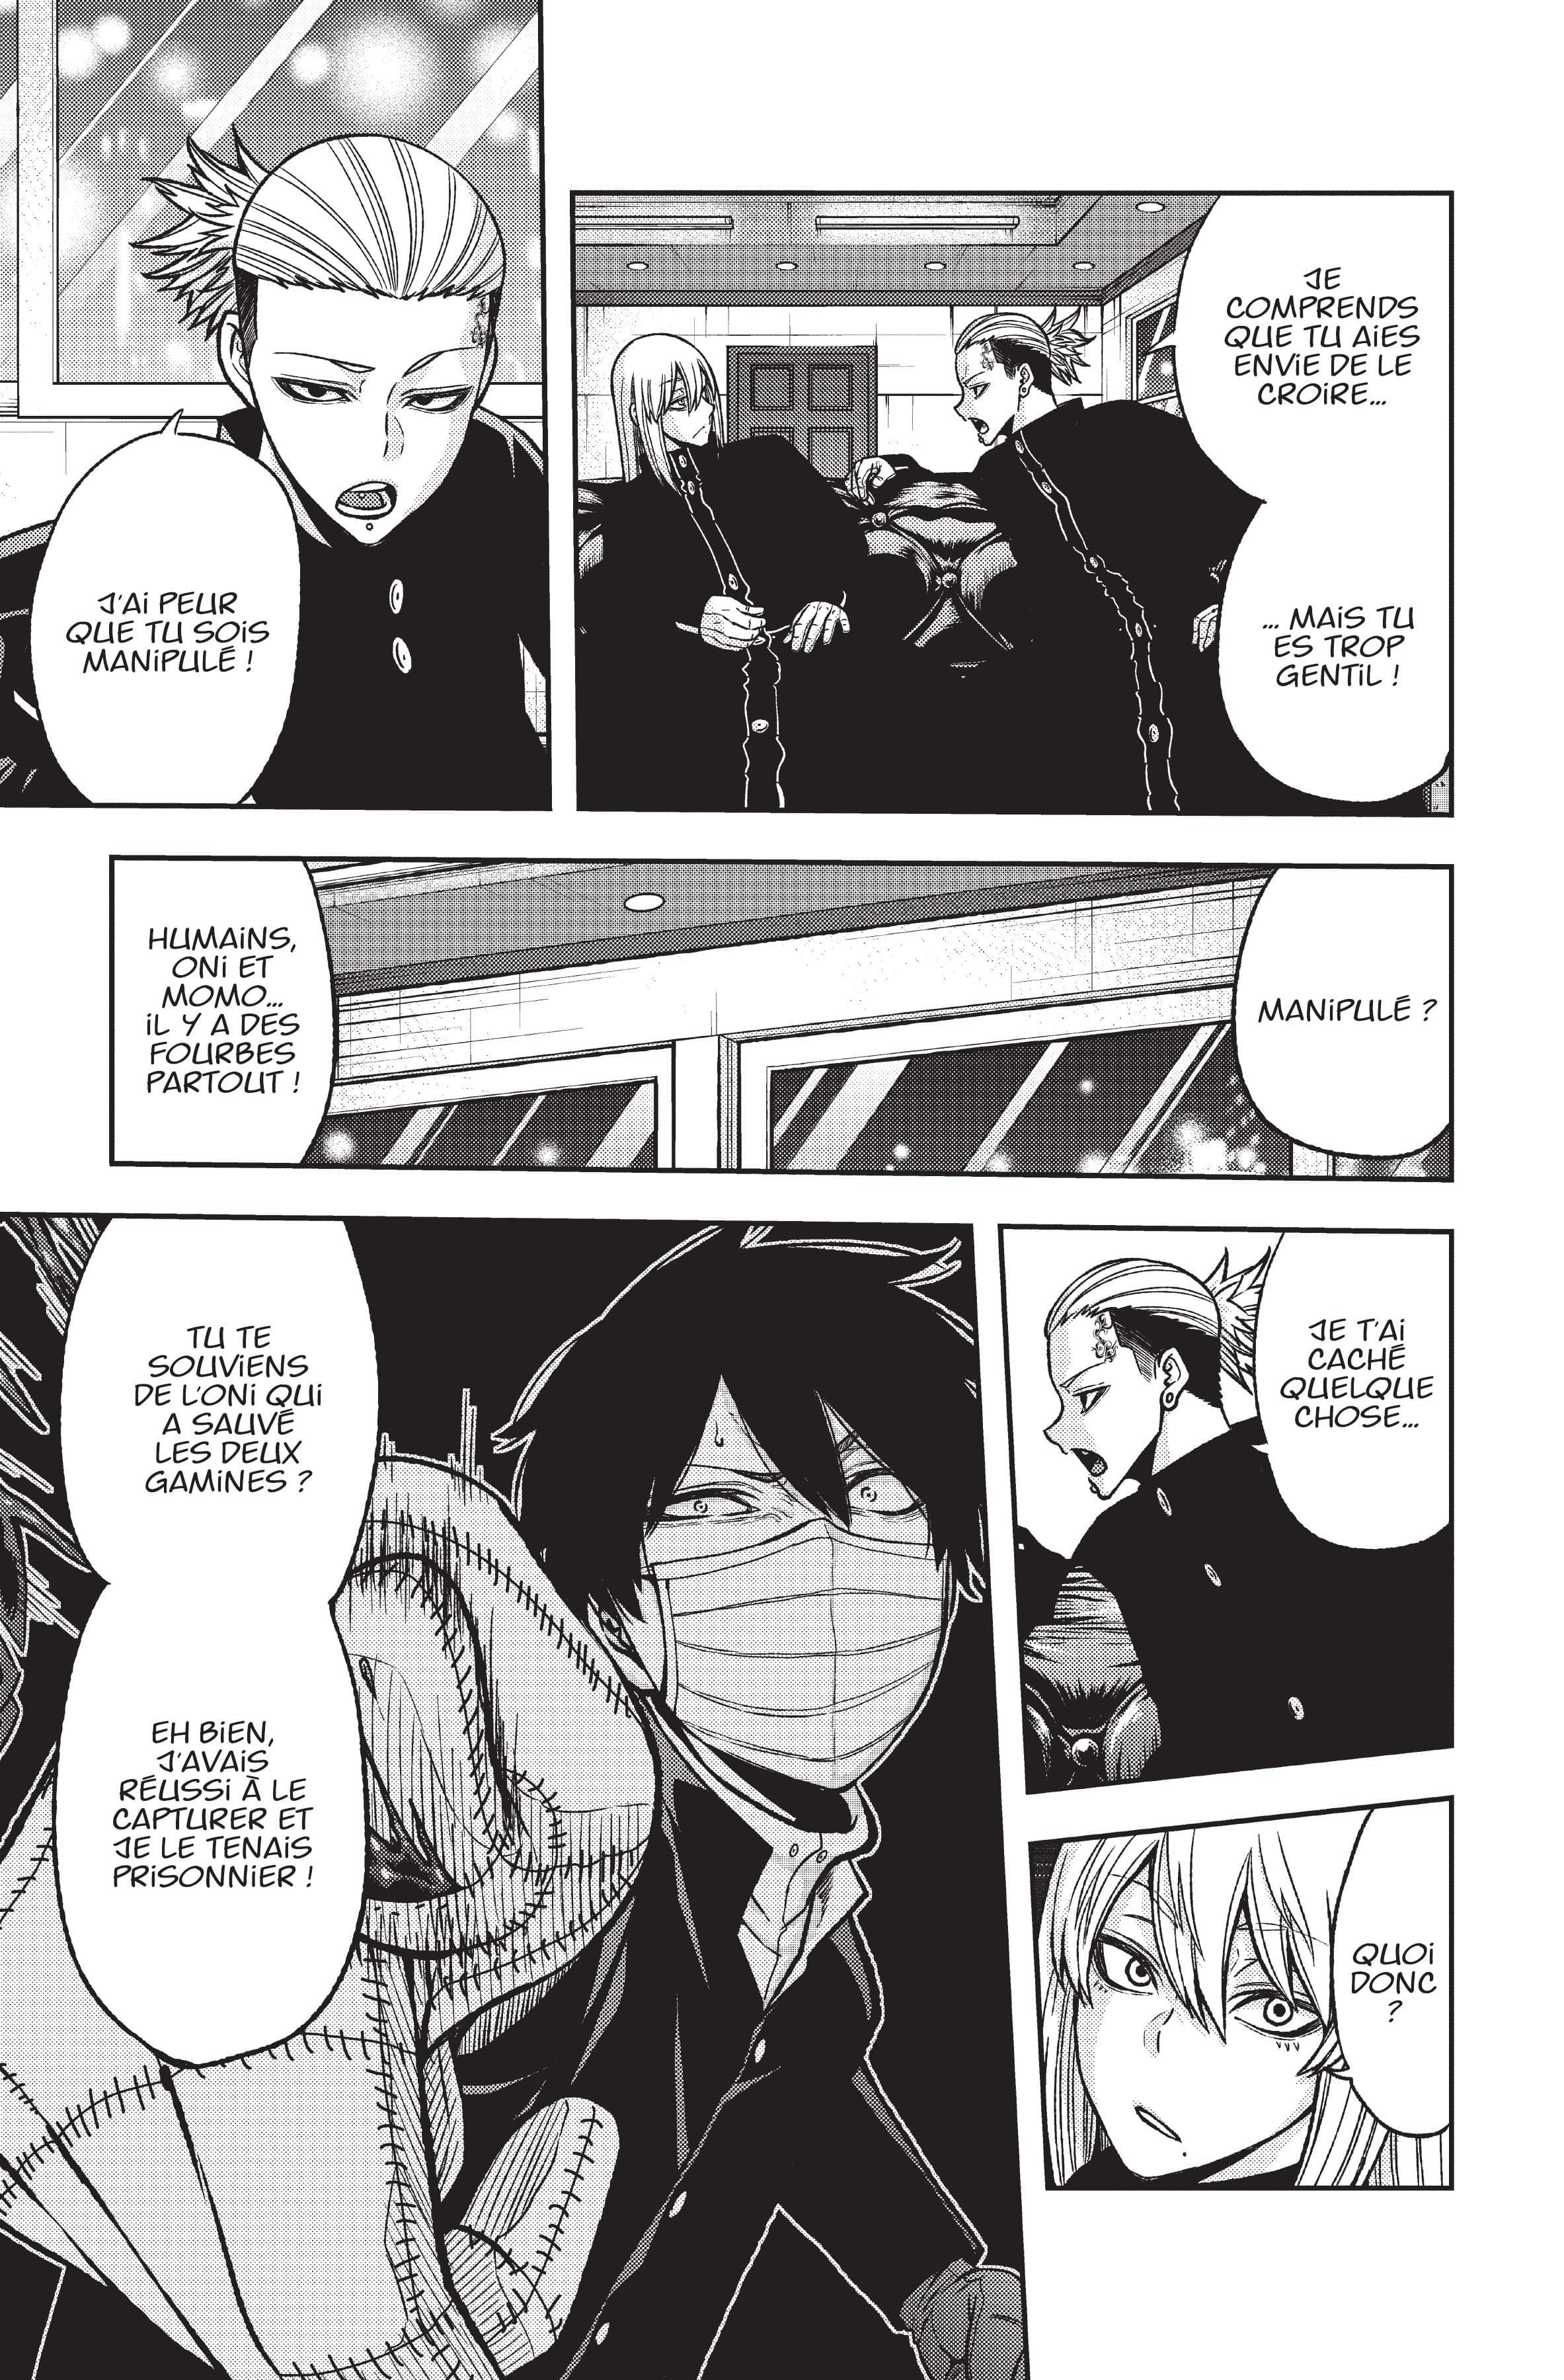 JE
COMPRENDS
QUE TU AIES
ENVIE DE LE
CROIRE...
... MAIS TU
ES TROP
GENTIL !
J'AI PEUR
QUE TU SOIS
MANIPULÉ !
MANIPULÉ ?
HUMAINS,
ONI ET
MOMO...
IL Y A DES
FOURBES
PARTOUT !
JE T'AI
CACHÉ
QUELQUE
CHOSE...
QUOI
DONC
?
TU TE
SOUVIENS
DE L'ONI QUI
A SAUVÉ
LES DEUX
GAMINES ?
EH BIEN,
J'AVAIS
RÉUSSI À LE
CAPTURER ET
JE LE TENAIS
PRISONNIER !